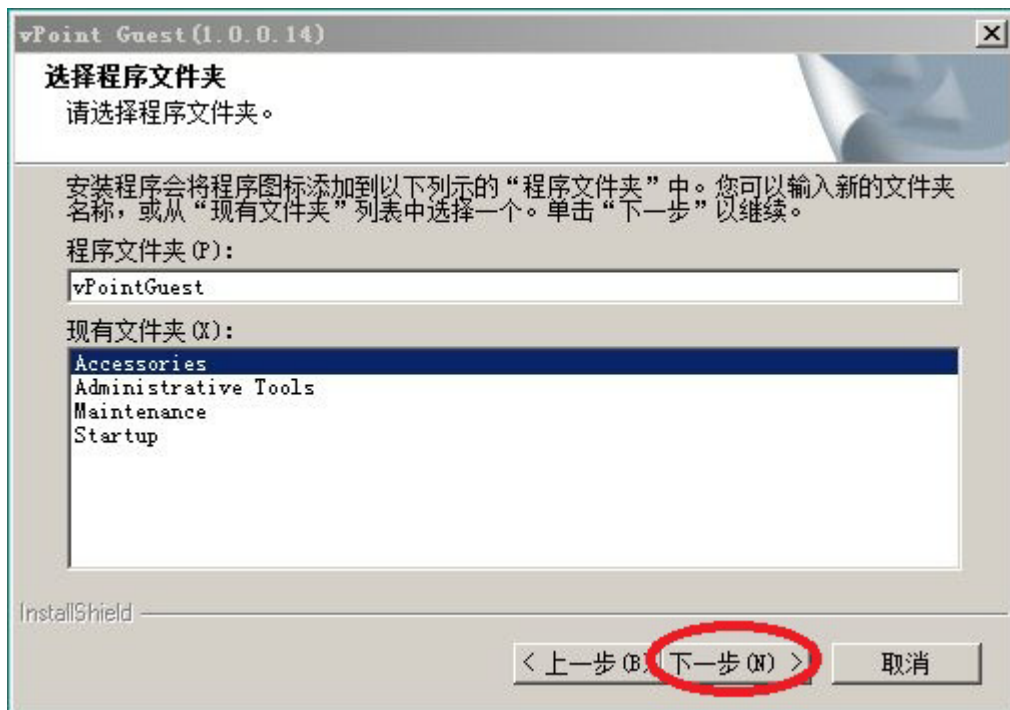 vPoint Guest(1.0.0.14)
选择程序文件夹
请选择程序文件夹。
安装程序会将程序图标添加到以下列示的“程序文件夹”中。您可以输入新的文件夹
名称，或从“现有文件夹”列表中选择一个。单击“下一步”以继续。
程序文件夹(P)：
vPointGuest
现有文件夹(X)：
Accessories
Administrative Tools
Maintenance
Startup
InstallShield
< 上一步(B) 下一步(N) > 取消